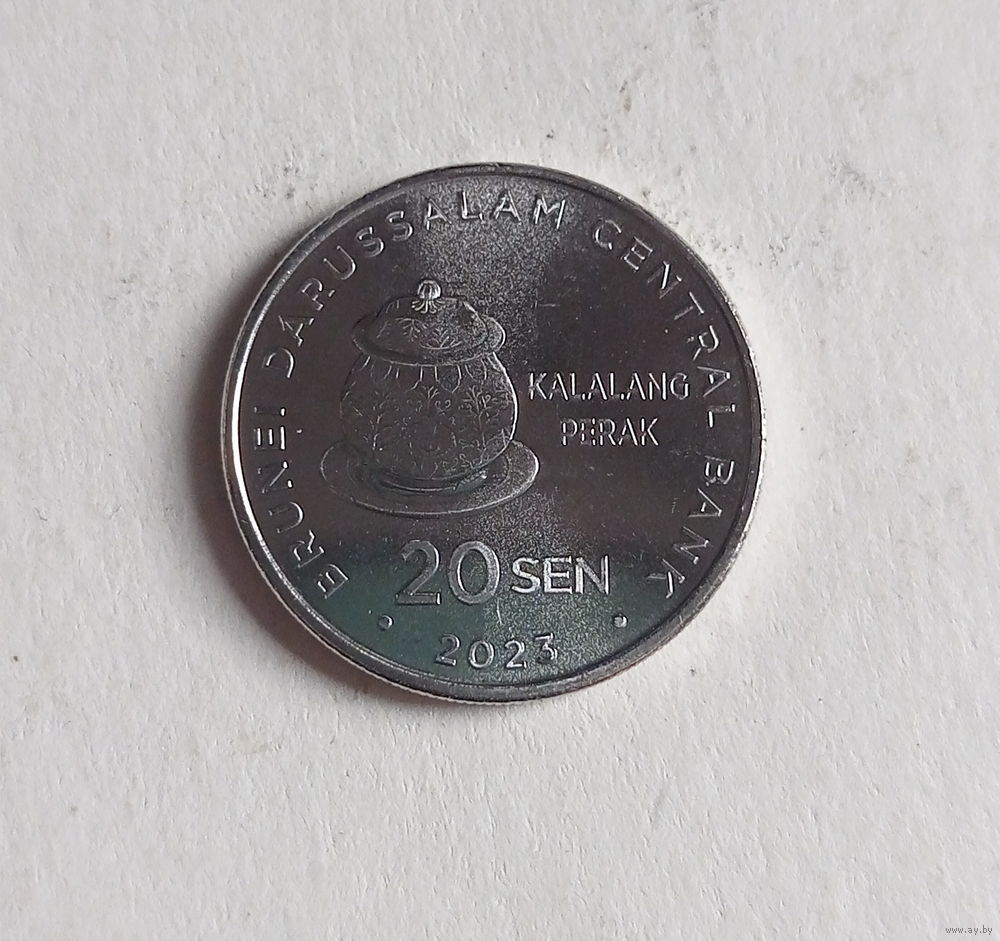 BRUNEI DARUSSALAM CENTRAL BANK
KALALANG
PERAK
20 SEN
• 2023 •
www.ay.by